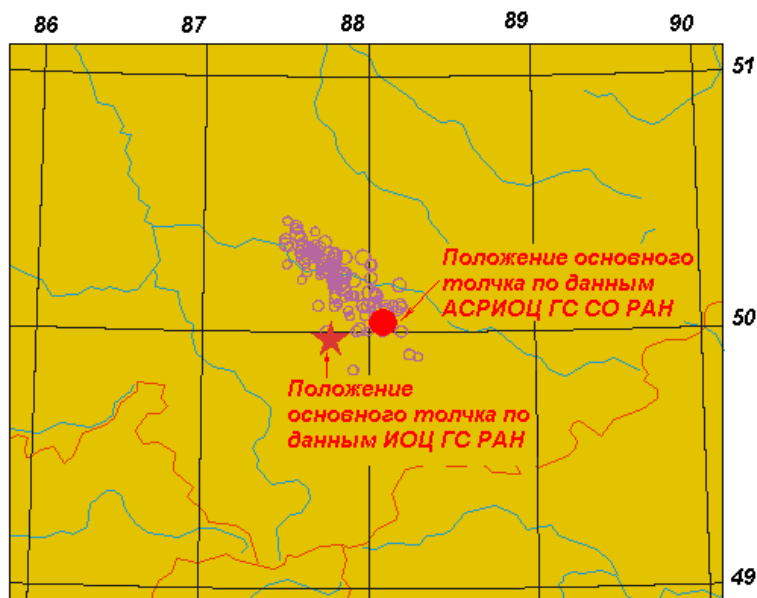 86 87 88 89 90
51
Положение основного
толчка по данным
АСРИОЦ ГС СО РАН
50
Положение
основного толчка по
данным ИОЦ ГС РАН
49